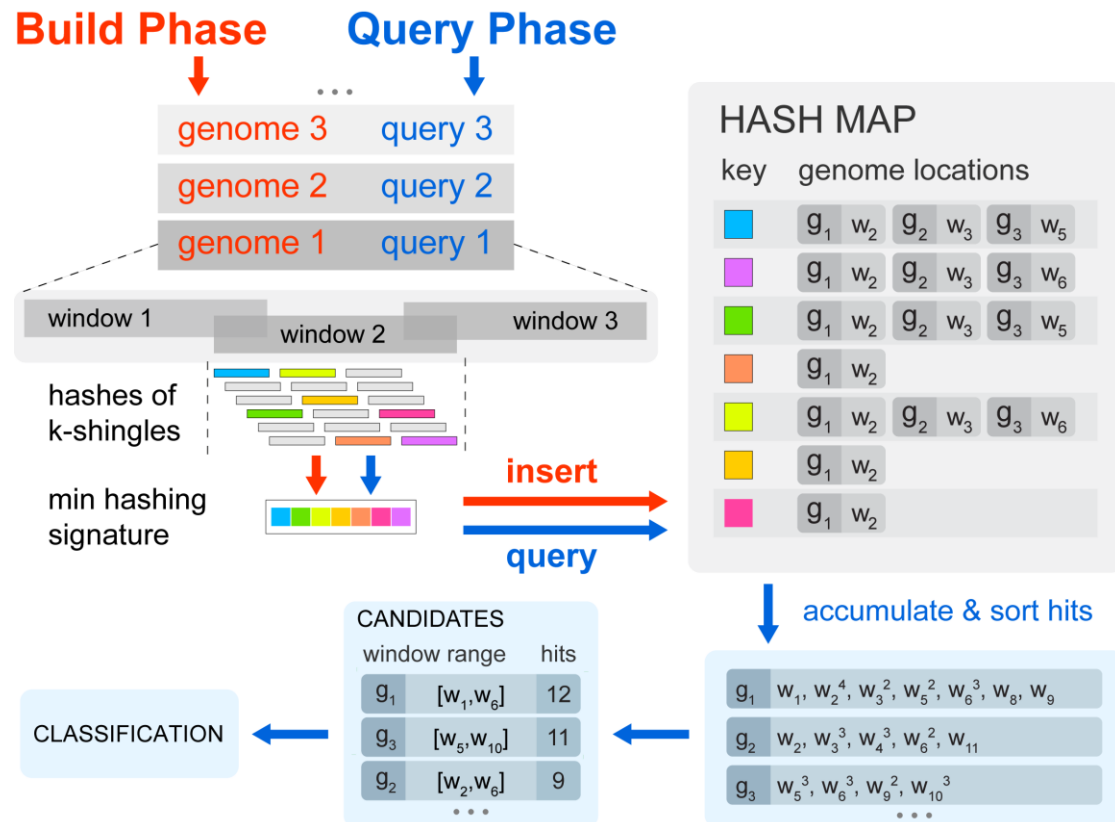 Build Phase
Query Phase
...
genome 3 query 3
genome 2 query 2
genome 1 query 1
window 1
window 2
window 3
hashes of
k-shingles
min hashing
signature
insert
query
HASH MAP
key genome locations
g₁ w₂ g₂ w₃ g₃ w₅
g₁ w₂ g₂ w₃ g₃ w₆
g₁ w₂ g₂ w₃ g₃ w₅
g₁ w₂
g₁ w₂ g₂ w₃ g₃ w₆
g₁ w₂
g₁ w₂
accumulate & sort hits
g₁ w₁, w₂⁴, w₃², w₅², w₆³, w₈, w₉
g₂ w₂, w₃³, w₄³, w₆², w₁₁
g₃ w₅³, w₆³, w₉², w₁₀³
...
CANDIDATES
window range hits
g₁ [w₁,w₆] 12
g₃ [w₅,w₁₀] 11
g₂ [w₂,w₆] 9
...
CLASSIFICATION